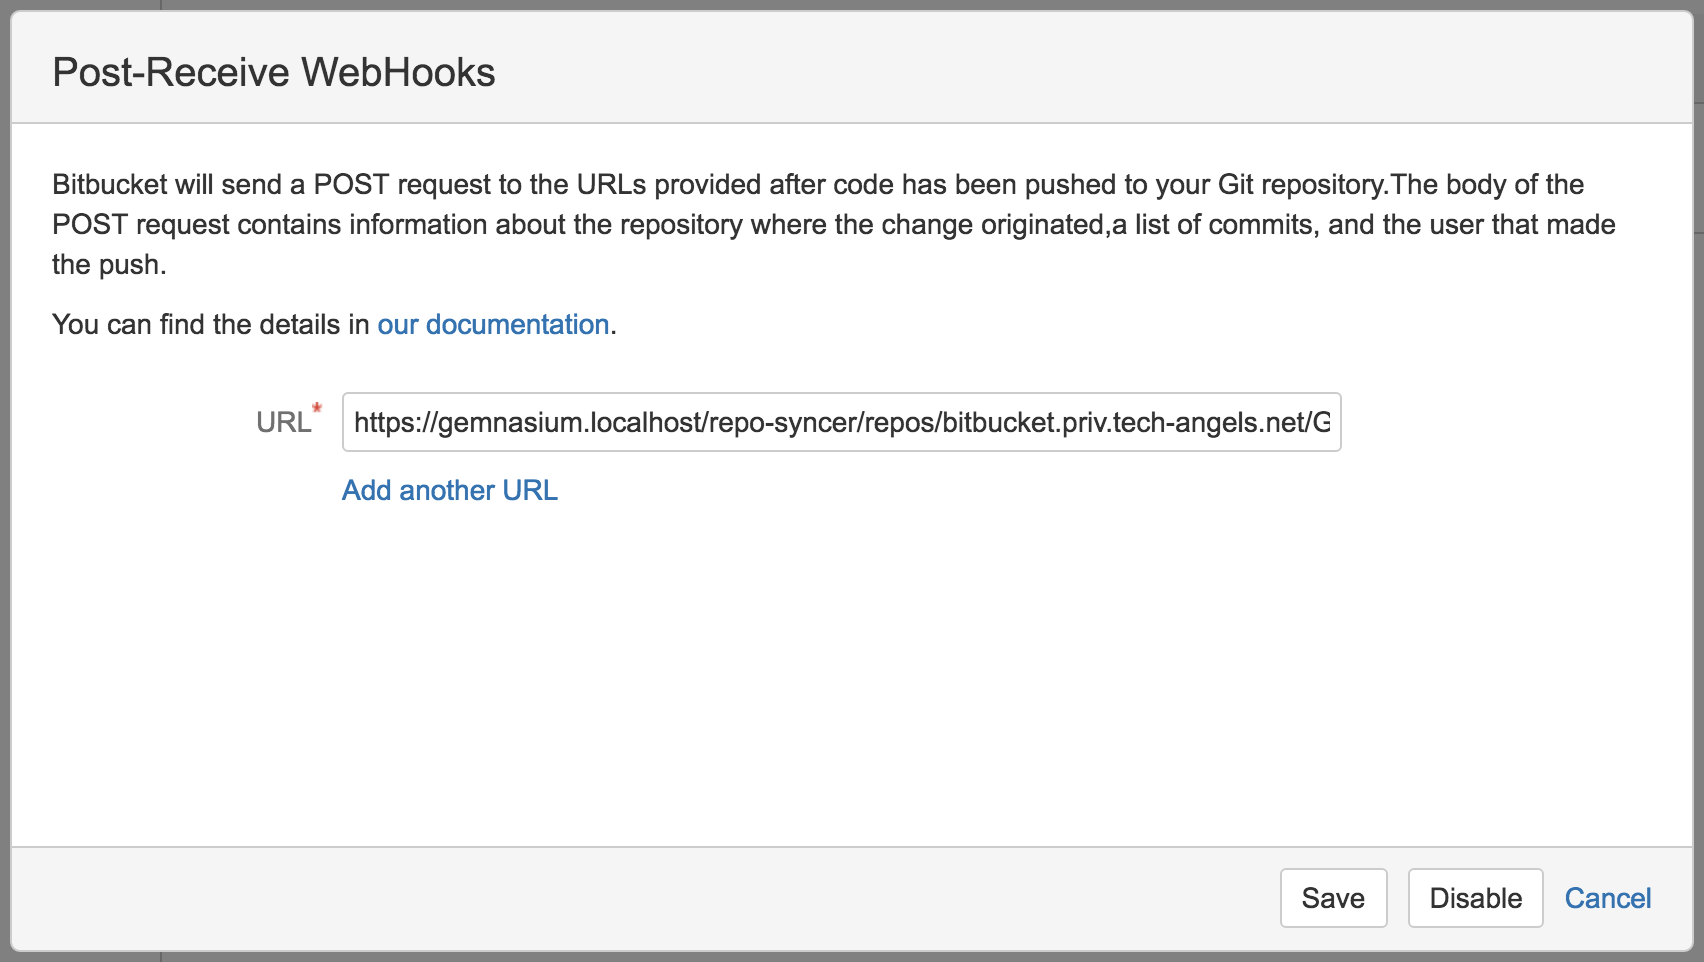 Post-Receive WebHooks
Bitbucket will send a POST request to the URLs provided after code has been pushed to your Git repository.The body of the
POST request contains information about the repository where the change originated,a list of commits, and the user that made
the push.
You can find the details in our documentation.
URL*
https://gemnasium.localhost/repo-syncer/repos/bitbucket.priv.tech-angels.net/G
Add another URL
Save Disable Cancel